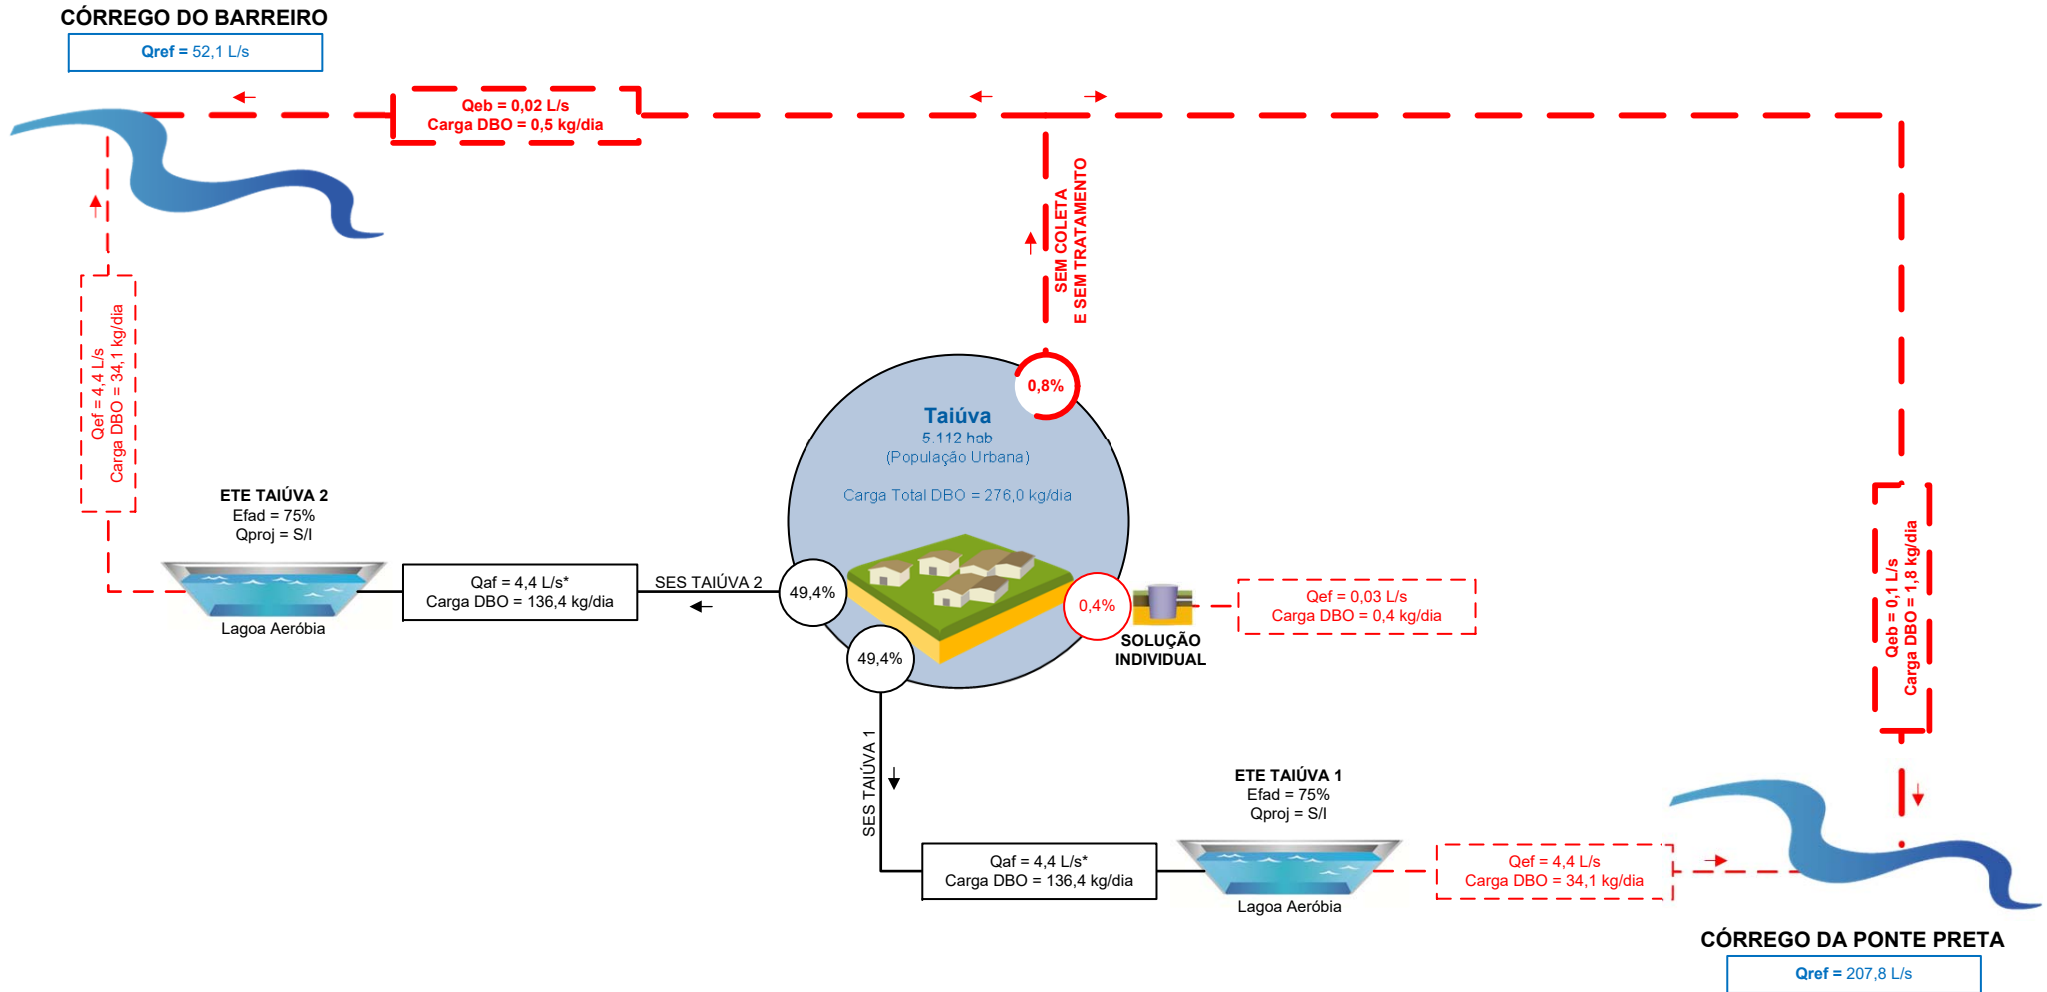 CÓRREGO DO BARREIRO
Qref = 52,1 L/s
Qeb = 0,02 L/s
Carga DBO = 0,5 kg/dia
SEM COLETA
E SEM TRATAMENTO
Qef = 4,4 L/s
Carga DBO = 34,1 kg/dia
0,8%
Taiúva
5.112 hab
(População Urbana)
Carga Total DBO = 276,0 kg/dia
ETE TAIÚVA 2
Efad = 75%
Qproj = S/I
Lagoa Aeróbia
Qaf = 4,4 L/s*
Carga DBO = 136,4 kg/dia
SES TAIÚVA 2
49,4%
49,4%
0,4%
SOLUÇÃO
INDIVIDUAL
Qef = 0,03 L/s
Carga DBO = 0,4 kg/dia
Qeb = 0,1 L/s
Carga DBO = 1,8 kg/dia
SES TAIÚVA 1
Qaf = 4,4 L/s*
Carga DBO = 136,4 kg/dia
ETE TAIÚVA 1
Efad = 75%
Qproj = S/I
Lagoa Aeróbia
Qef = 4,4 L/s
Carga DBO = 34,1 kg/dia
CÓRREGO DA PONTE PRETA
Qref = 207,8 L/s